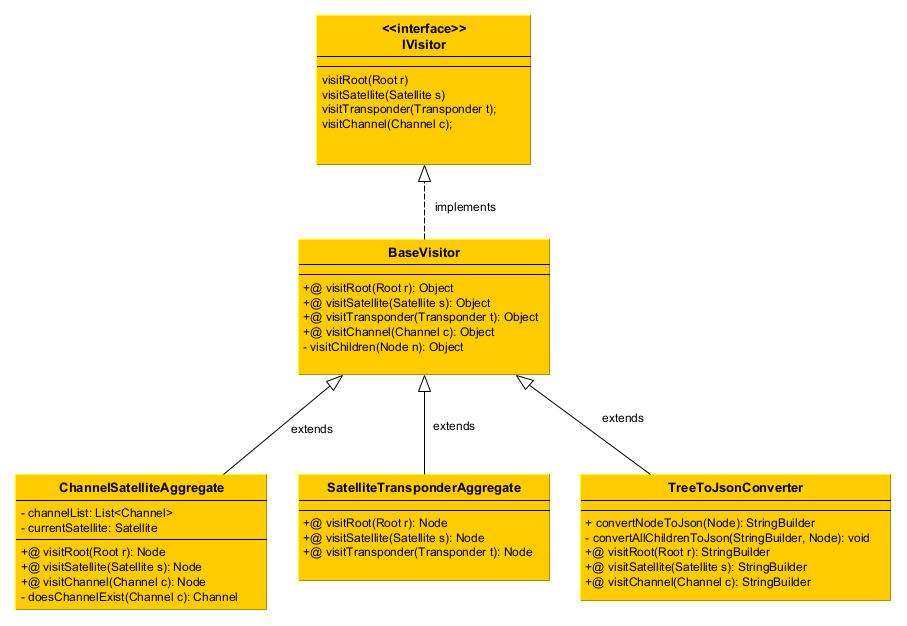 <<interface>>
IVisitor
visitRoot(Root r)
visitSatellite(Satellite s)
visitTransponder(Transponder t);
visitChannel(Channel c);
implements
BaseVisitor
+@ visitRoot(Root r): Object
+@ visitSatellite(Satellite s): Object
+@ visitTransponder(Transponder t): Object
+@ visitChannel(Channel c): Object
- visitChildren(Node n): Object
extends
extends
extends
ChannelSatelliteAggregate
- channelList: List<Channel>
- currentSatellite: Satellite
+@ visitRoot(Root r): Node
+@ visitSatellite(Satellite s): Node
+@ visitChannel(Channel c): Node
- doesChannelExist(Channel c): Channel
SatelliteTransponderAggregate
+@ visitRoot(Root r): Node
+@ visitSatellite(Satellite s): Node
+@ visitTransponder(Transponder t): Node
TreeToJsonConverter
+ convertNodeToJson(Node): StringBuilder
- convertAllChildrenToJson(StringBuilder, Node): void
+@ visitRoot(Root r): StringBuilder
+@ visitSatellite(Satellite s): StringBuilder
+@ visitChannel(Channel c): StringBuilder